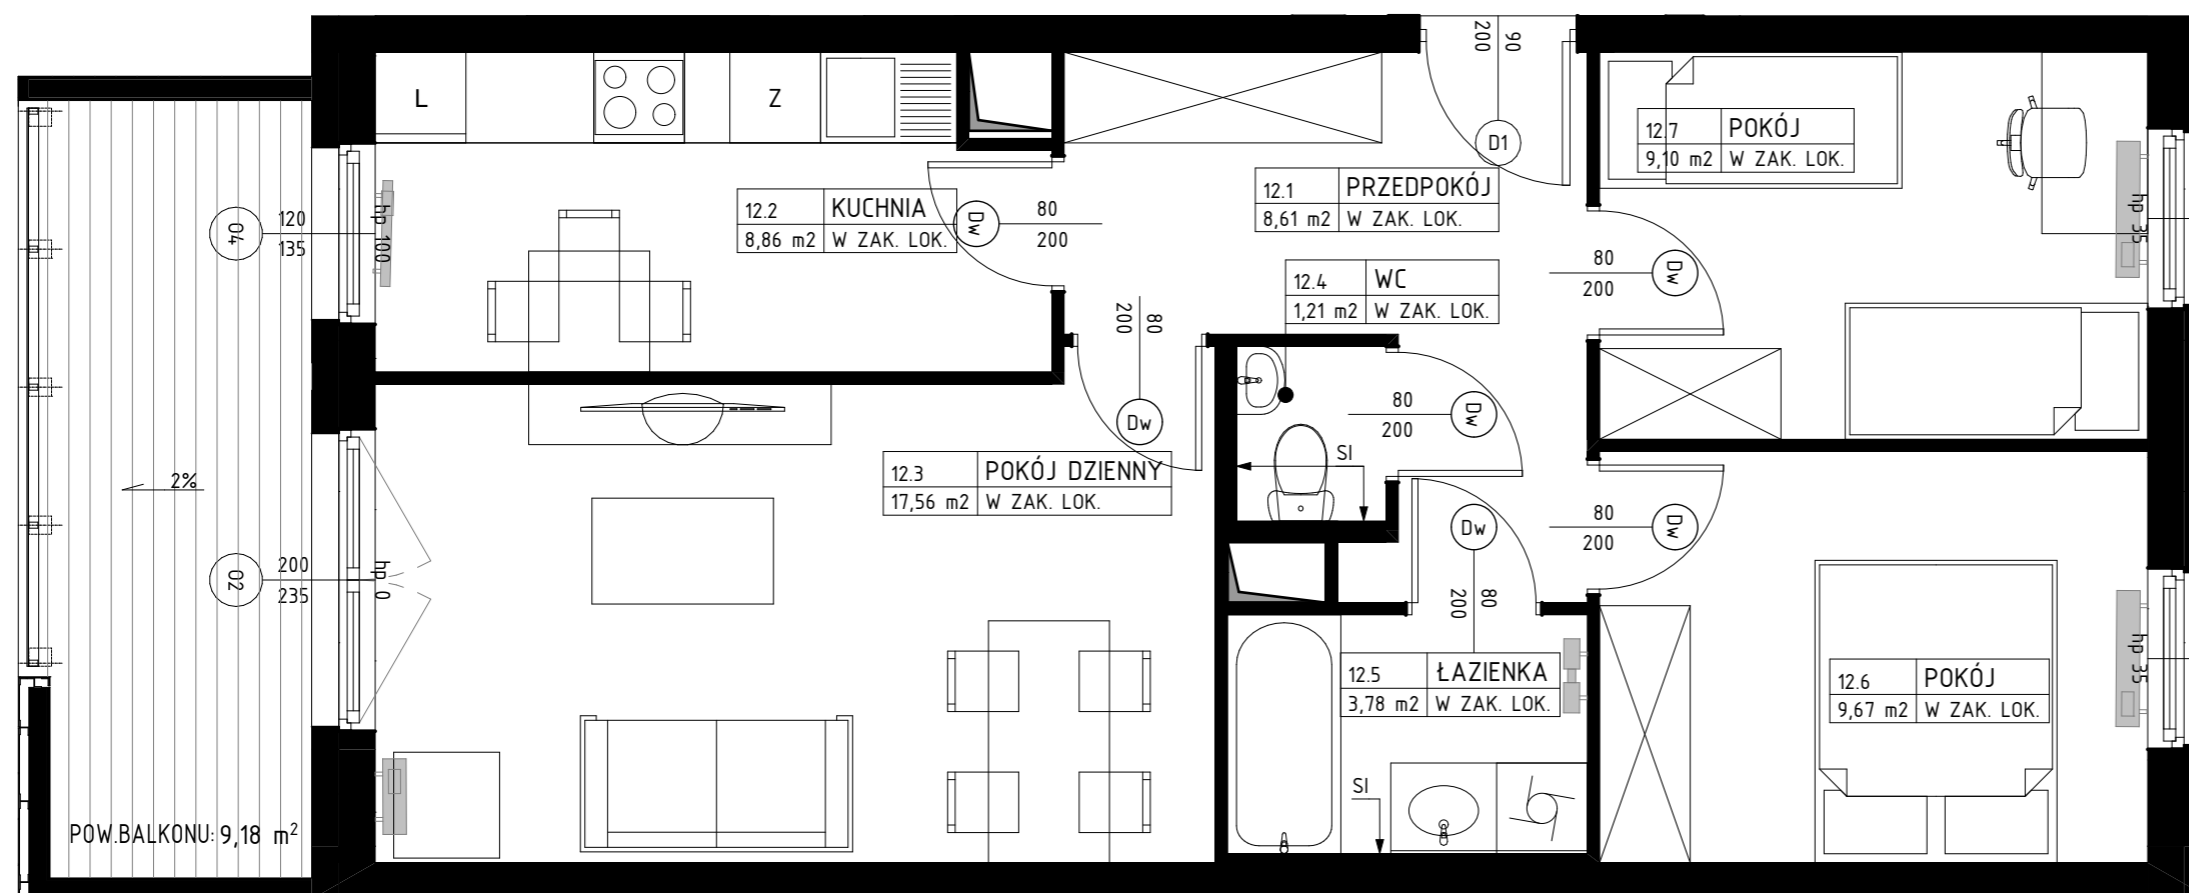 L
Z
90
200
D1
12.7 POKÓJ
9,10 m2 W ZAK. LOK.
12.1 PRZEDPOKÓJ
8,61 m2 W ZAK. LOK.
12.2 KUCHNIA
8,86 m2 W ZAK. LOK.
Dw 80
200
04 120
135
hp 100
hp 35
12.4 WC
1,21 m2 W ZAK. LOK.
80
200
Dw
80
200
Dw
80
200
Dw
SI
12.3 POKÓJ DZIENNY
17,56 m2 W ZAK. LOK.
2%
80
200
Dw
Dw
80
200
02 200
235
hp 0
12.5 ŁAZIENKA
3,78 m2 W ZAK. LOK.
hp 35
12.6 POKÓJ
9,67 m2 W ZAK. LOK.
SI
POW.BALKONU: 9,18 m²